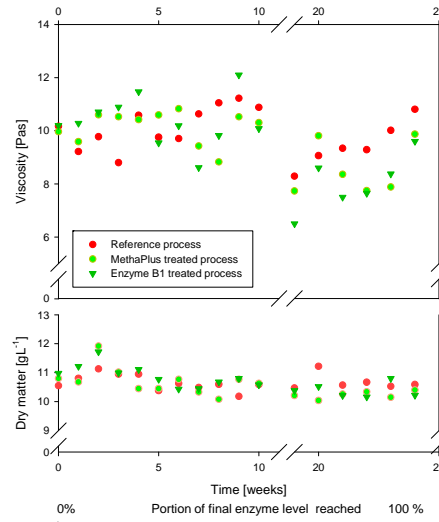 0 5 10 20 2
14
12
10
8
6
0
Viscosity [Pas]
Reference process
MethaPlus treated process
Enzyme B1 treated process
13
12
11
10
9
0
Dry matter [gL-1]
0 5 10 20 2
Time [weeks]
0% Portion of final enzyme level reached 100 %